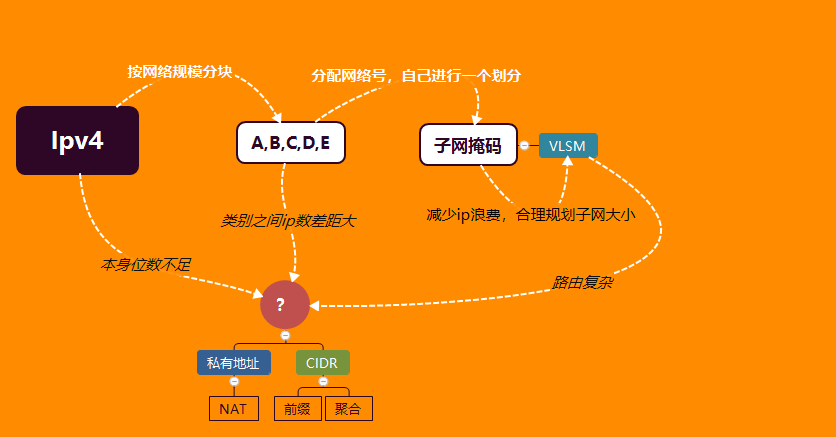 按网络规模分块
分配网络号，自己进行一个划分
Ipv4
A,B,C,D,E
子网掩码
VLSM
类别之间ip数差距大
减少ip浪费，合理规划子网大小
本身位数不足
路由复杂
？
私有地址
CIDR
NAT
前缀
聚合